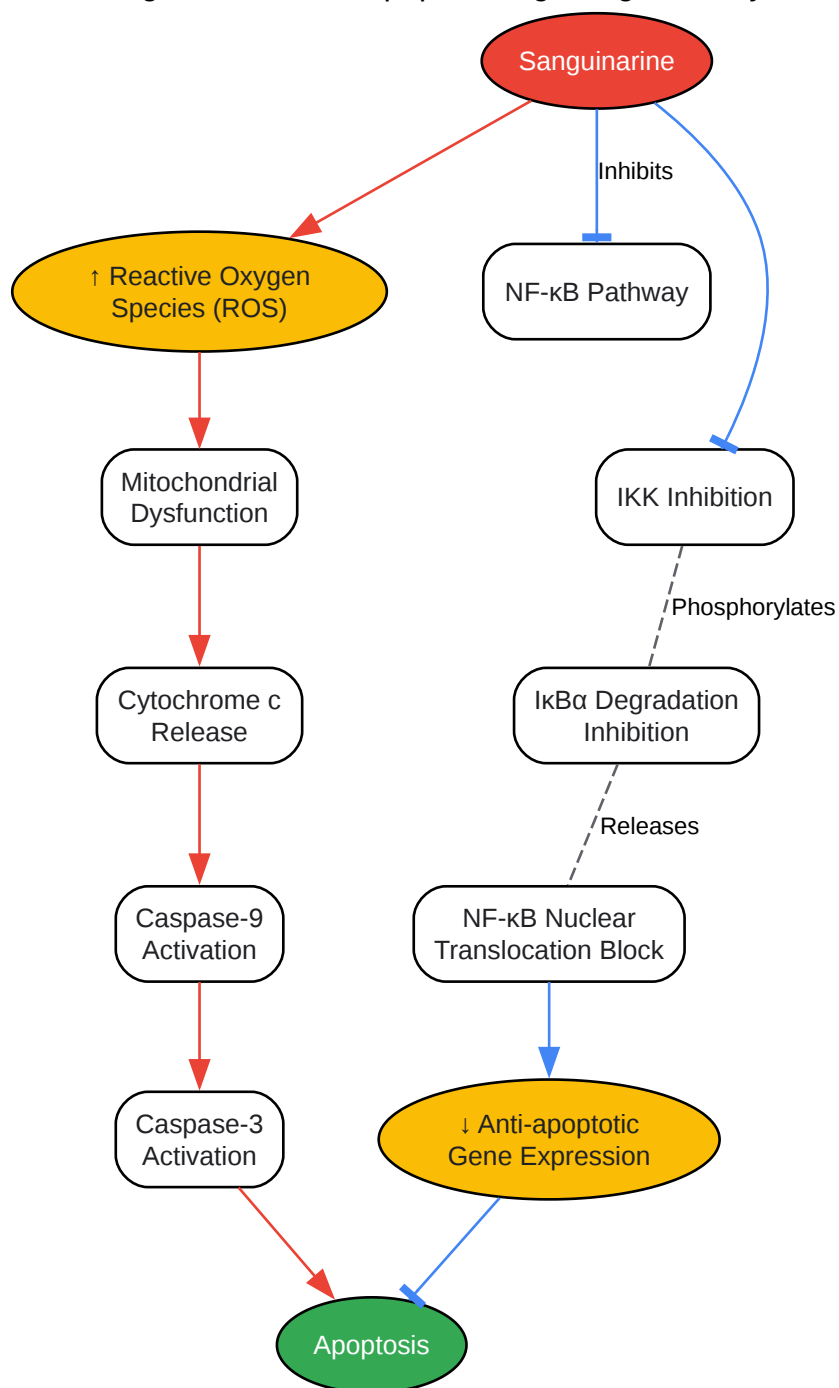 Sanguinarine
Inhibits
↑ Reactive Oxygen
Species (ROS)
NF-κB Pathway
Mitochondrial
Dysfunction
IKK Inhibition
Phosphorylates
Cytochrome c
Release
IκBα Degradation
Inhibition
Releases
Caspase-9
Activation
NF-κB Nuclear
Translocation Block
Caspase-3
Activation
↓ Anti-apoptotic
Gene Expression
Apoptosis